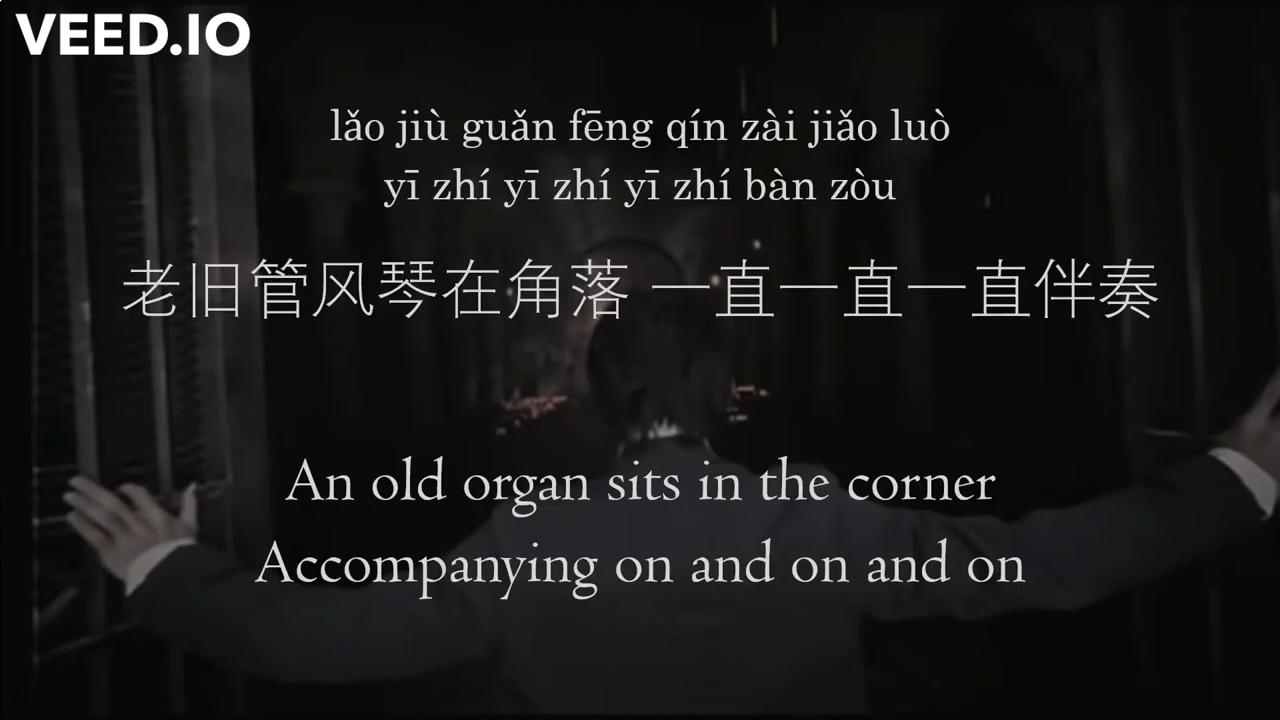 VEED.IO
lǎo jiù guǎn fēng qín zài jiǎo luò
yī zhí yī zhí yī zhí bàn zòu
老旧管风琴在角落 一直一直一直伴奏
An old organ sits in the corner
Accompanying on and on and on